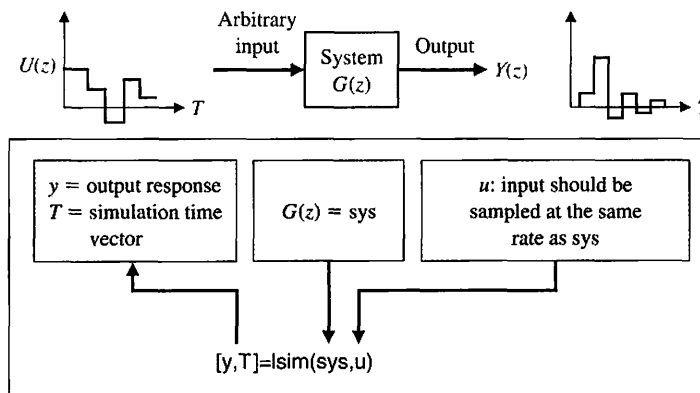 Arbitrary
input
System
G(z)
Output
U(z)
T
Y(z)
y = output response
T = simulation time
vector
G(z) = sys
u: input should be
sampled at the same
rate as sys
[y,T]=lsim(sys,u)